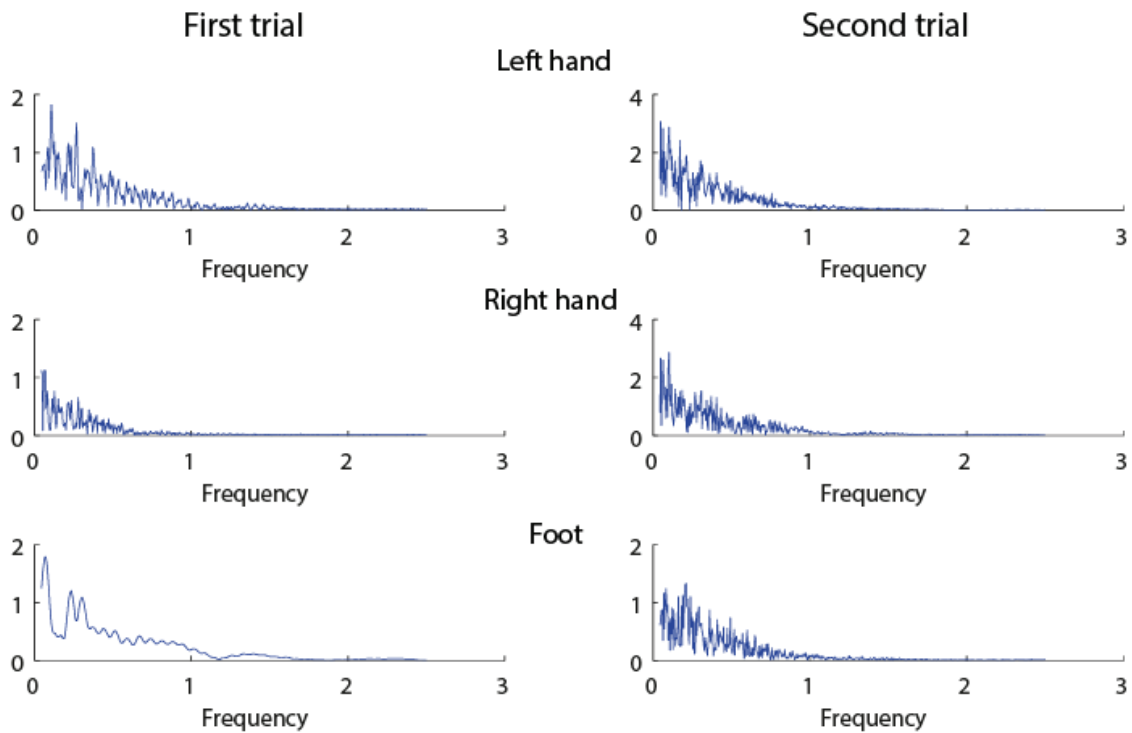 First trial Second trial
Left hand
2 4
1 2
0 0
0 1 2 3 0 1 2 3
Frequency Frequency
Right hand
2 4
1 2
0 0
0 1 2 3 0 1 2 3
Frequency Frequency
Foot
2 2
1 1
0 0
0 1 2 3 0 1 2 3
Frequency Frequency